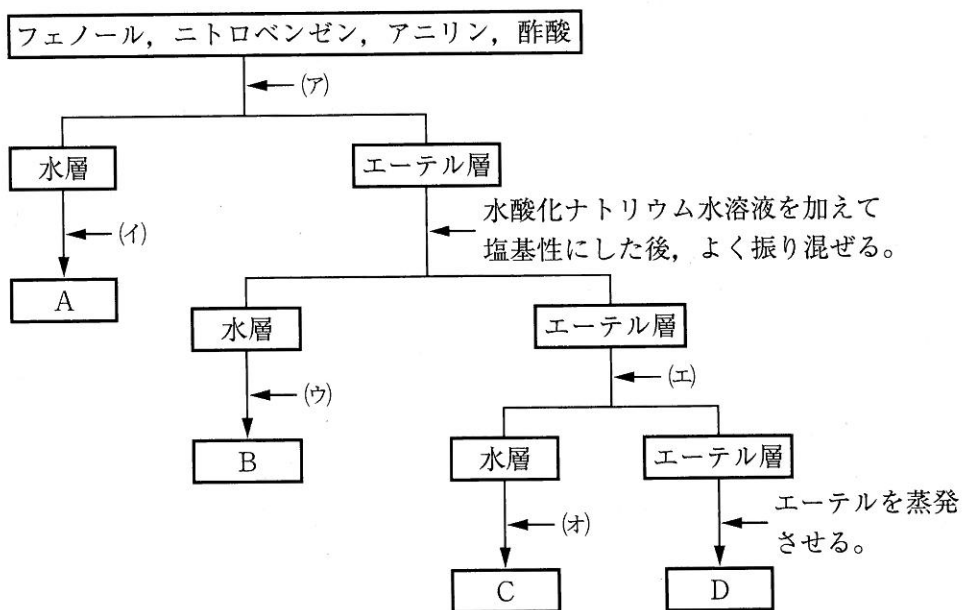 フェノール，ニトロベンゼン，アニリン，酢酸
(ア)
水層
エーテル層
(イ)
水酸化ナトリウム水溶液を加えて
塩基性にした後，よく振り混ぜる。
A
水層
エーテル層
(ウ)
(エ)
B
水層
エーテル層
(オ)
エーテルを蒸発
させる。
C
D